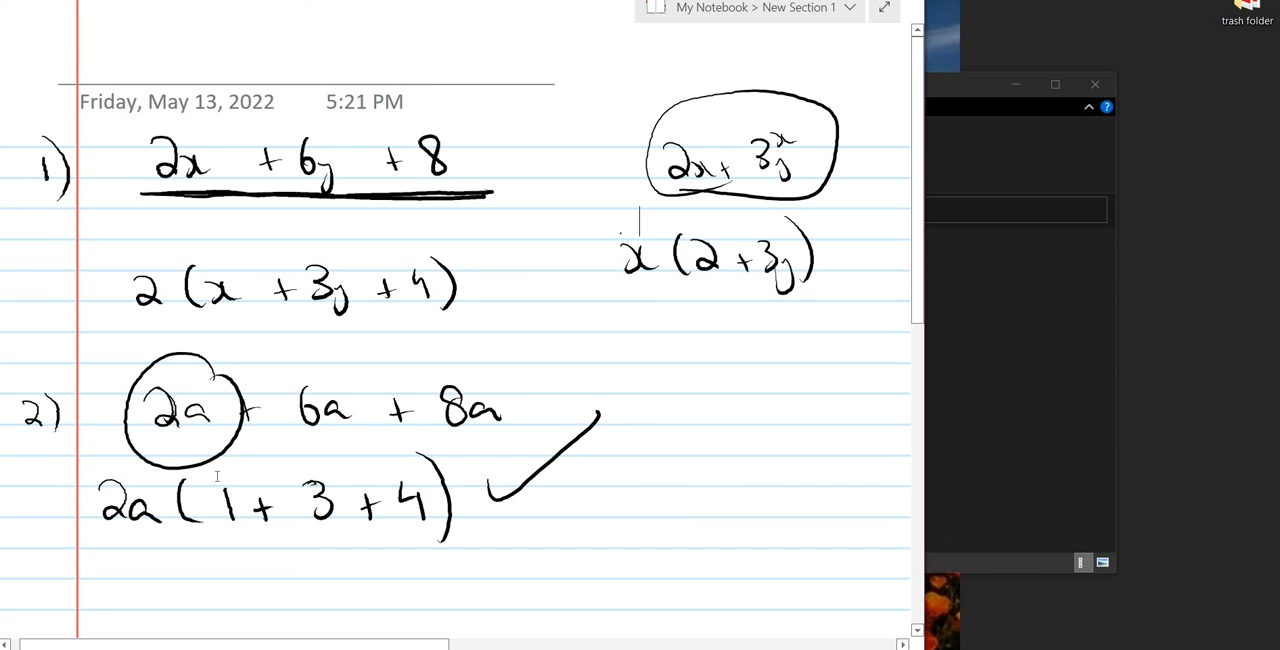 My Notebook > New Section 1
trash folder
Friday, May 13, 2022 5:21 PM
1) 2x + 6y + 8
2x + 3yx
x (2 + 3y)
2 (x + 3y + 4)
2) 2a + 6a + 8a
2a (1 + 3 + 4)